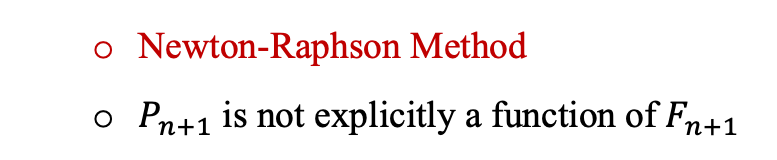 ○ Newton-Raphson Method
○ $P_{n+1}$ is not explicitly a function of $F_{n+1}$